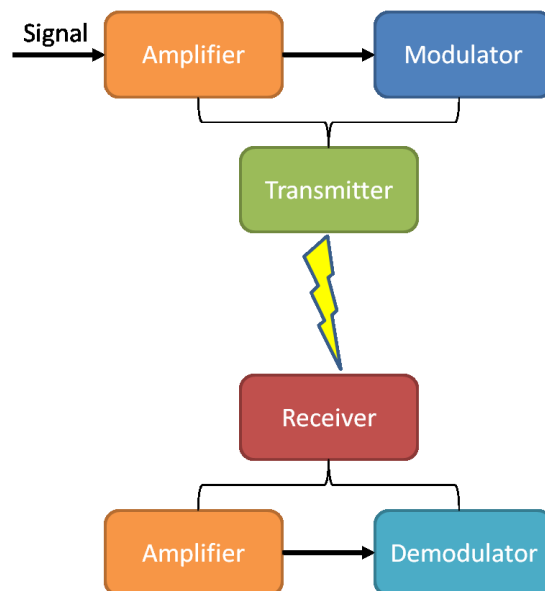 Signal
Amplifier
Modulator
Transmitter
Receiver
Amplifier
Demodulator